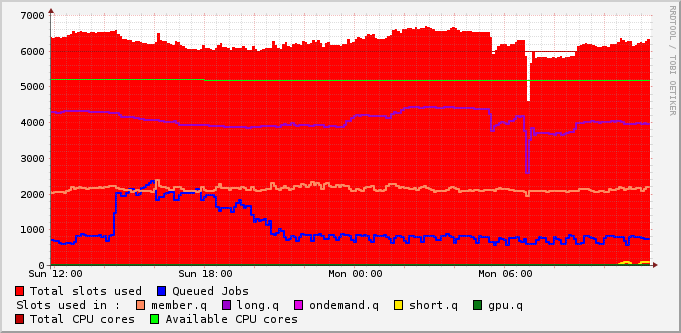 7000
6000
5000
4000
3000
2000
1000
0
Sun 12:00 Sun 18:00 Mon 00:00 Mon 06:00
Total slots used Queued Jobs
Slots used in : member.q long.q ondemand.q short.q gpu.q
Total CPU cores Available CPU cores
RRDTOOL / TOBI OETIKER